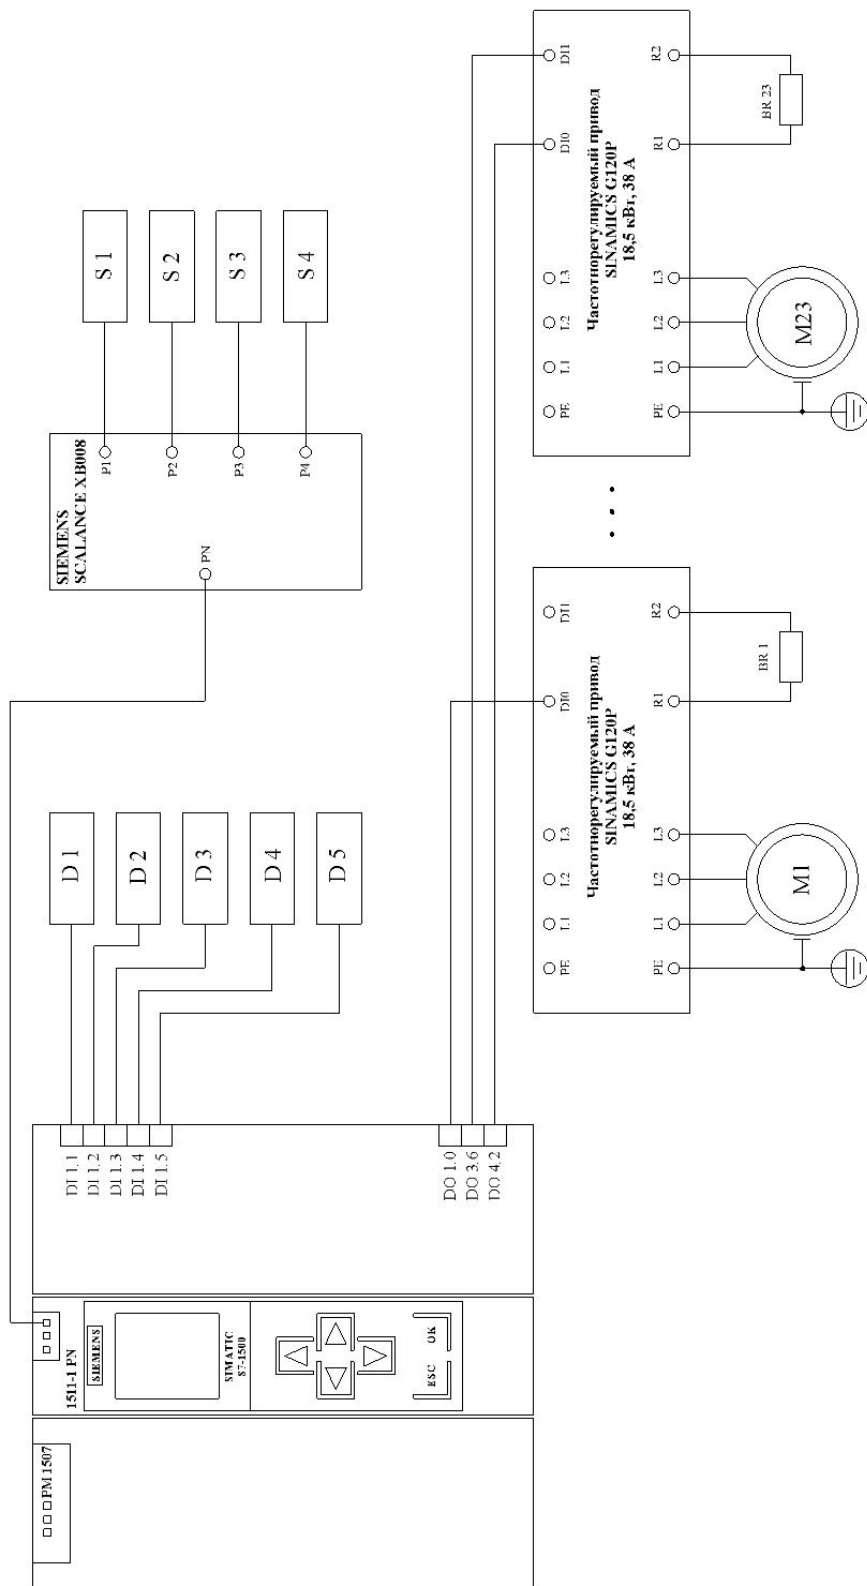 PM 1507
1511-1 PN
SIEMENS
SIMATIC
S7-1500
ESC
OK
DI 1.1
DI 1.2
DI 1.3
DI 1.4
DI 1.5
DO 1.0
DO 3.6
DO 4.2
D 1
D 2
D 3
D 4
D 5
SIEMENS
SCALANCE XB008
PN
P1
P2
P3
P4
S 1
S 2
S 3
S 4
PE
L1
L2
L3
DI0
DI1
Частотнорегулируемый привод
SINAMICS G120P
18,5 кВт, 38 А
PE
L1
L2
L3
R1
R2
M1
BR 1
PE
L1
L2
L3
DI0
DI1
Частотнорегулируемый привод
SINAMICS G120P
18,5 кВт, 38 А
PE
L1
L2
L3
R1
R2
M23
BR 23